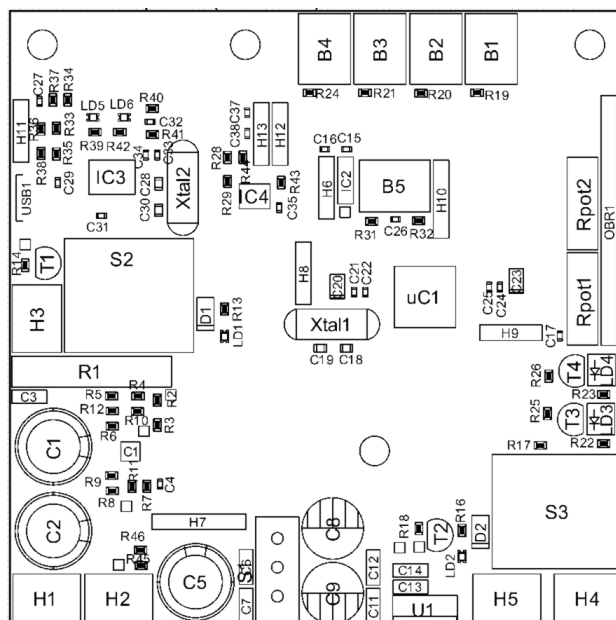 B4 B3 B2 B1
R24 R21 R20 R19
C27 R37 R34
LD5 LD6 R40 C37
C32
H11 R36 R33 R39 R42 R41 C38 H13 H12
R38 R35 C34 C33 R28 R44 C16 C15
USB1 C29 IC3 C28 Xtal2 R29 IC4 R43 H6 IC2 B5 H10 Rpot2 OBR1
C30 C35
C31 R31 C26 R32
R14 T1 S2 H8
C20 C21 C22 uC1 C25 C24 C23 Rpot1
H3 D1 R13
LD1 Xtal1 H9 C17
C19 C18
R1 R26 T4 LD4
C3 R5 R4 R2 R23
R12 R10 R25 T3 LD3
C1 R6 R3
C1 R17 R22
R9 R11 C4
R8 R7 S3
C2 H7 C8 R18 T2 R16 D2
R46
R45 LD2
C5 C6 S1 C9 C12 C14
C13
H1 H2 C7 C11 U1 H5 H4